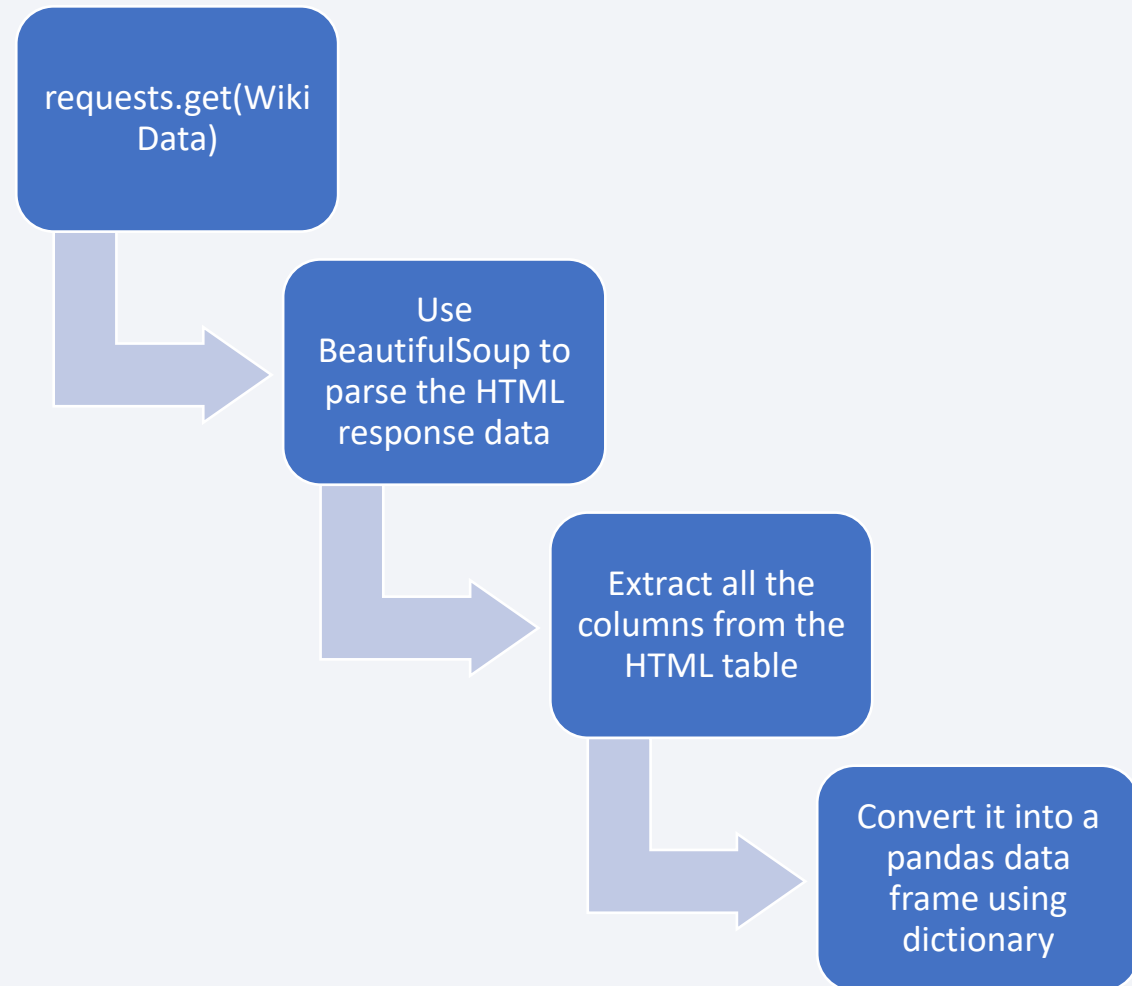 requests.get(Wiki
Data)
Use
BeautifulSoup to
parse the HTML
response data
Extract all the
columns from the
HTML table
Convert it into a
pandas data
frame using
dictionary